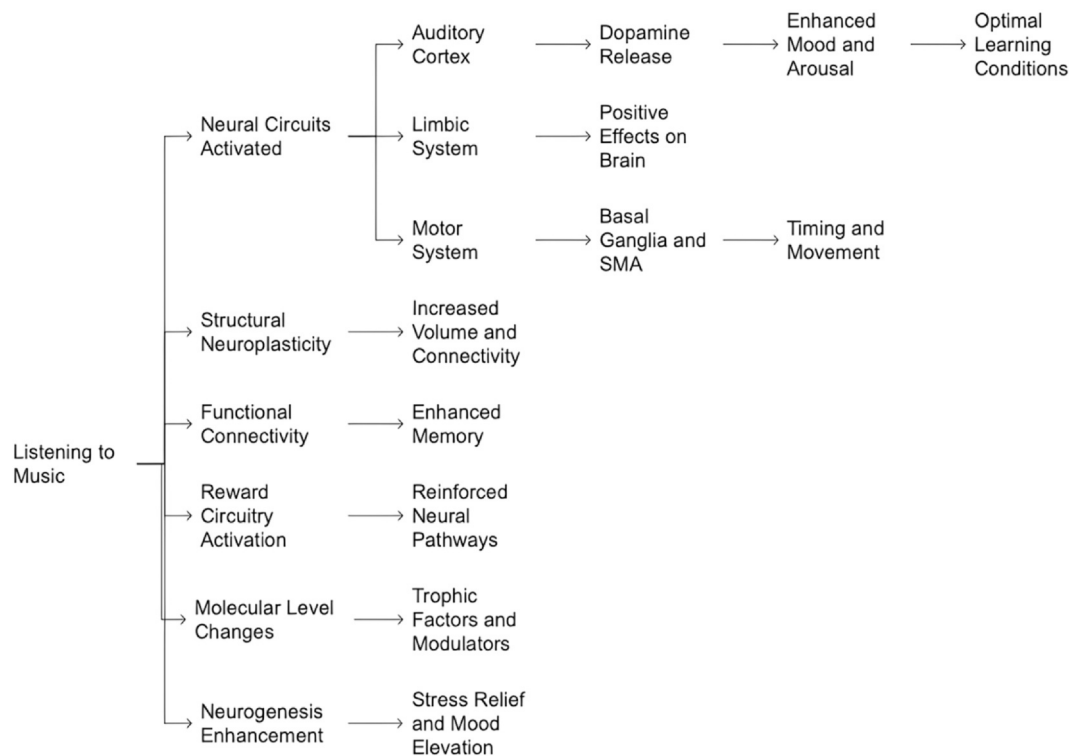 Listening to
Music
Neural Circuits
Activated
Auditory
Cortex
Dopamine
Release
Enhanced
Mood and
Arousal
Optimal
Learning
Conditions
Limbic
System
Positive
Effects on
Brain
Motor
System
Basal
Ganglia and
SMA
Timing and
Movement
Structural
Neuroplasticity
Increased
Volume and
Connectivity
Functional
Connectivity
Enhanced
Memory
Reward
Circuitry
Activation
Reinforced
Neural
Pathways
Molecular Level
Changes
Trophic
Factors and
Modulators
Neurogenesis
Enhancement
Stress Relief
and Mood
Elevation